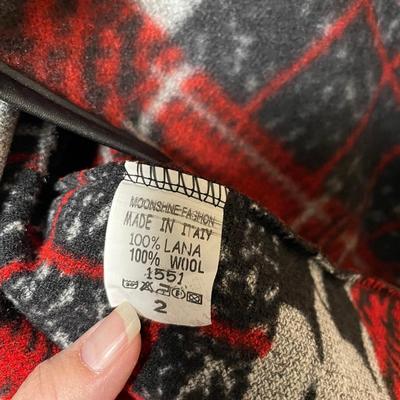 MOONSHINE FASHION
MADE IN ITALY
100% LANA
100% WOOL
1551
2